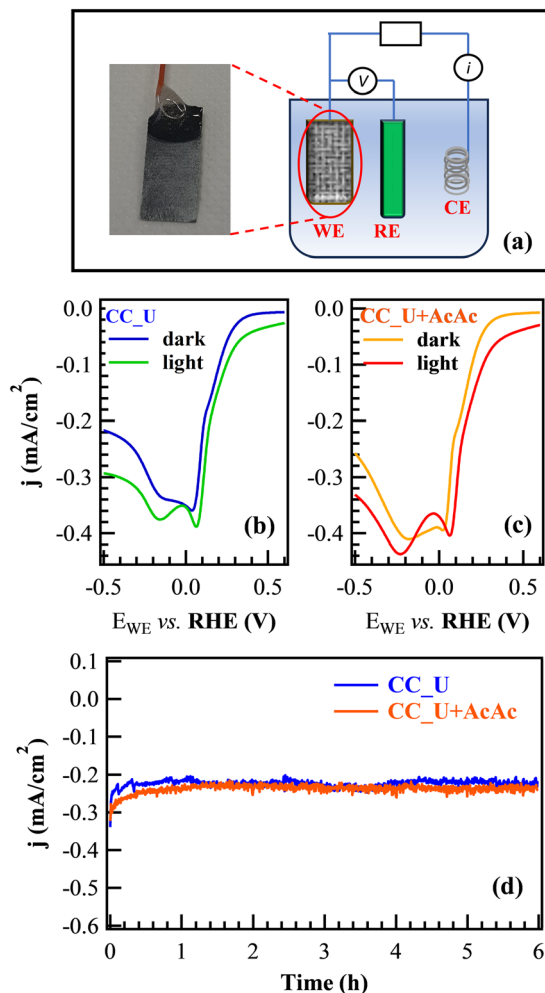 V
i
WE
RE
CE
(a)
CC_U
dark
light
0.0
-0.1
-0.2
-0.3
-0.4
j (mA/cm²)
(b)
-0.5
0.0
0.5
E_WE vs. RHE (V)
CC_U+AcAc
dark
light
0.0
-0.1
-0.2
-0.3
-0.4
(c)
-0.5
0.0
0.5
E_WE vs. RHE (V)
0.1
0.0
-0.1
-0.2
-0.3
-0.4
-0.5
-0.6
j (mA/cm²)
CC_U
CC_U+AcAc
(d)
0
1
2
3
4
5
6
Time (h)